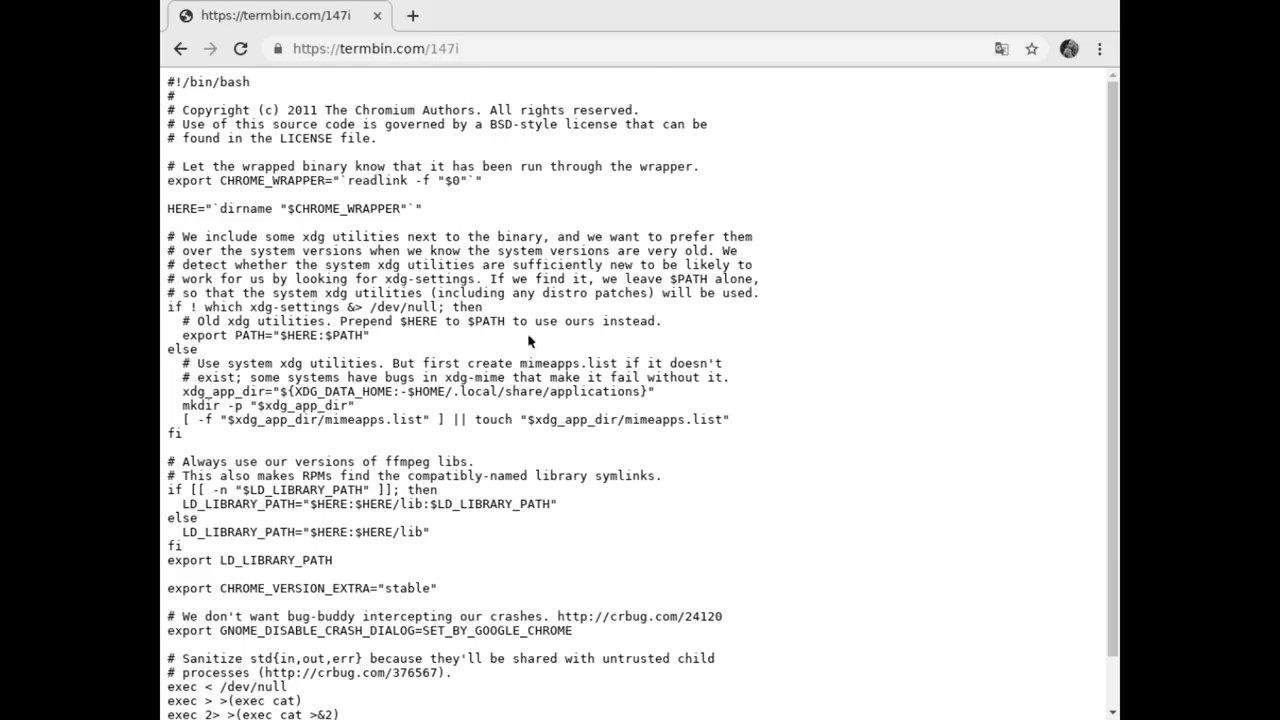 https://termbin.com/147i
https://termbin.com/147i
#!/bin/bash
#
# Copyright (c) 2011 The Chromium Authors. All rights reserved.
# Use of this source code is governed by a BSD-style license that can be
# found in the LICENSE file.
# Let the wrapped binary know that it has been run through the wrapper.
export CHROME_WRAPPER="`readlink -f "$0"`"
HERE="`dirname "$CHROME_WRAPPER"`"
# We include some xdg utilities next to the binary, and we want to prefer them
# over the system versions when we know the system versions are very old. We
# detect whether the system xdg utilities are sufficiently new to be likely to
# work for us by looking for xdg-settings. If we find it, we leave $PATH alone,
# so that the system xdg utilities (including any distro patches) will be used.
if ! which xdg-settings &> /dev/null; then
  # Old xdg utilities. Prepend $HERE to $PATH to use ours instead.
  export PATH="$HERE:$PATH"
else
  # Use system xdg utilities. But first create mimeapps.list if it doesn't
  # exist; some systems have bugs in xdg-mime that make it fail without it.
  xdg_app_dir="${XDG_DATA_HOME:-$HOME/.local/share/applications}"
  mkdir -p "$xdg_app_dir"
  [ -f "$xdg_app_dir/mimeapps.list" ] || touch "$xdg_app_dir/mimeapps.list"
fi
# Always use our versions of ffmpeg libs.
# This also makes RPMs find the compatibly-named library symlinks.
if [[ -n "$LD_LIBRARY_PATH" ]]; then
  LD_LIBRARY_PATH="$HERE:$HERE/lib:$LD_LIBRARY_PATH"
else
  LD_LIBRARY_PATH="$HERE:$HERE/lib"
fi
export LD_LIBRARY_PATH
export CHROME_VERSION_EXTRA="stable"
# We don't want bug-buddy intercepting our crashes. http://crbug.com/24120
export GNOME_DISABLE_CRASH_DIALOG=SET_BY_GOOGLE_CHROME
# Sanitize std{in,out,err} because they'll be shared with untrusted child
# processes (http://crbug.com/376567).
exec < /dev/null
exec > >(exec cat)
exec 2> >(exec cat >&2)